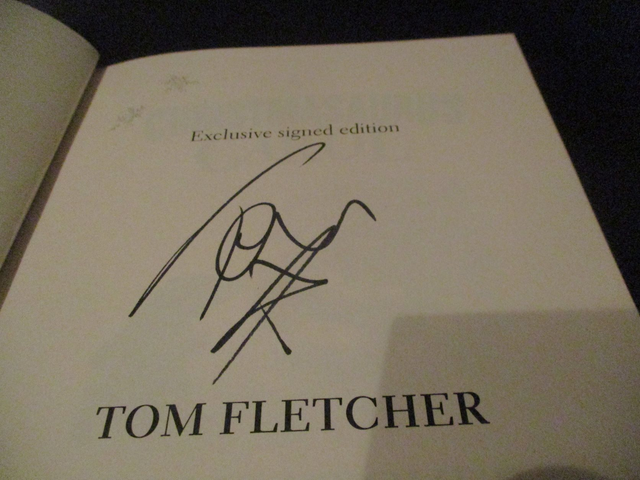 Exclusive signed edition
TOM FLETCHER